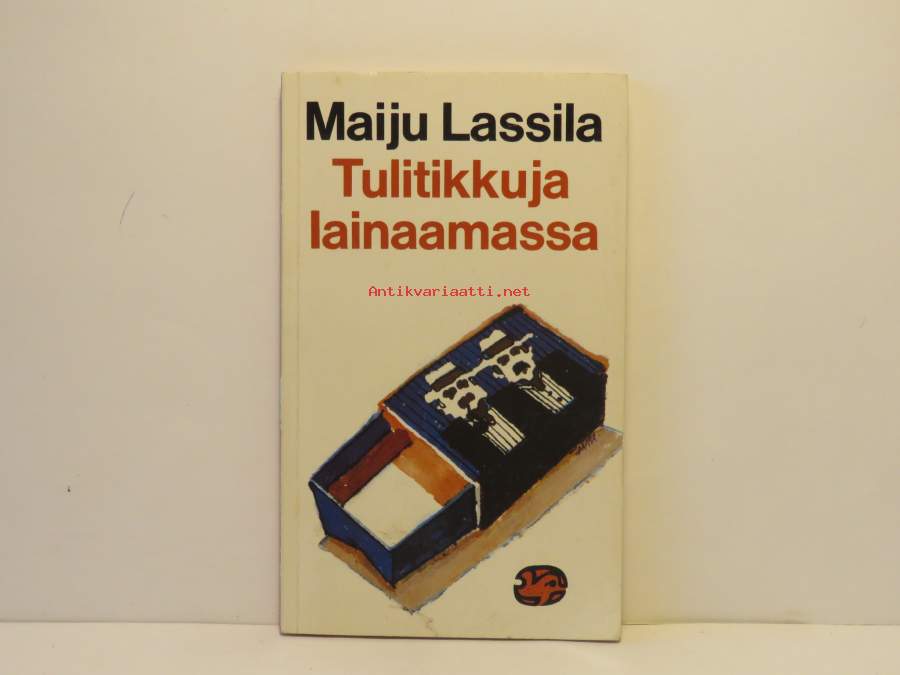 Maiju Lassila
Tulitikkuja
lainaamassa
Antikvariaatti.net